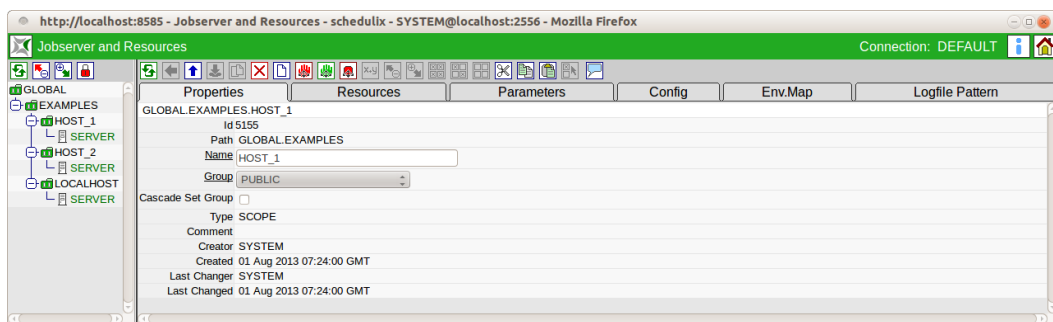 http://localhost:8585 - Jobserver and Resources - schedulix - SYSTEM@localhost:2556 - Mozilla Firefox
Jobserver and Resources
Connection: DEFAULT
GLOBAL
EXAMPLES
HOST_1
SERVER
HOST_2
SERVER
LOCALHOST
SERVER
Properties Resources Parameters Config Env.Map Logfile Pattern
GLOBAL.EXAMPLES.HOST_1
Id 5155
Path GLOBAL.EXAMPLES
Name HOST_1
Group PUBLIC
Cascade Set Group
Type SCOPE
Comment
Creator SYSTEM
Created 01 Aug 2013 07:24:00 GMT
Last Changer SYSTEM
Last Changed 01 Aug 2013 07:24:00 GMT